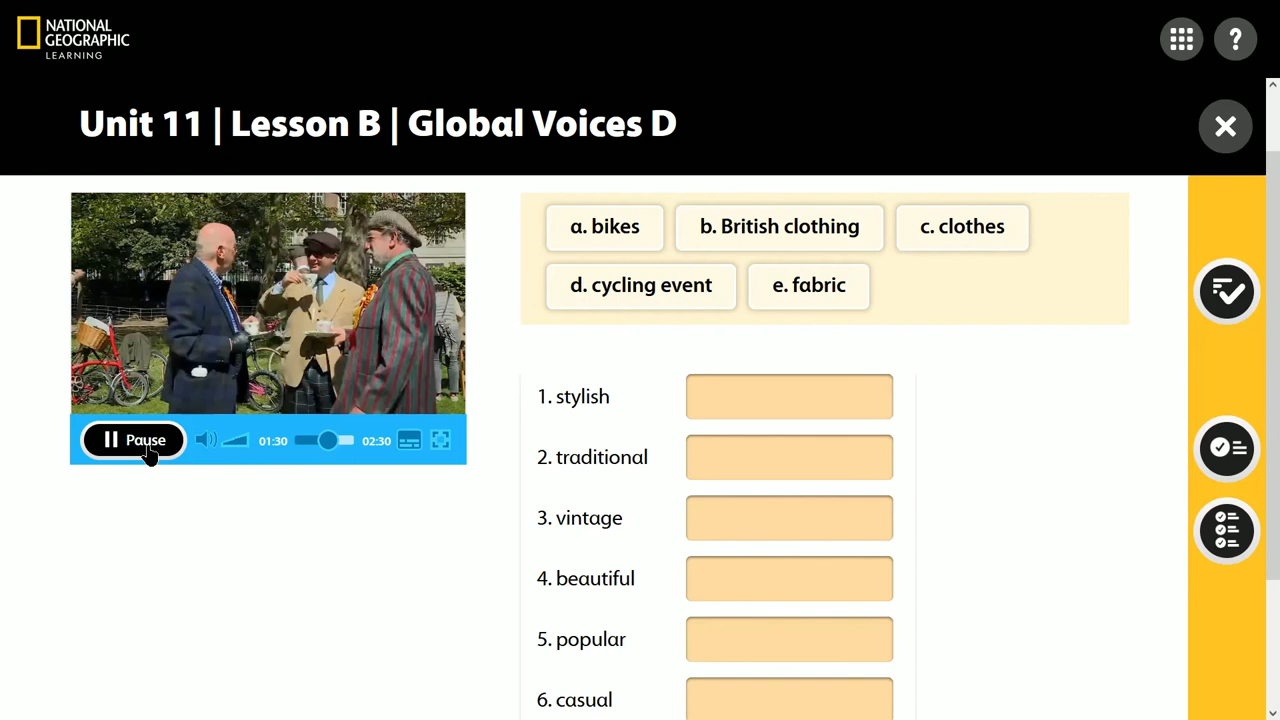 NATIONAL
GEOGRAPHIC
LEARNING
?
Unit 11 | Lesson B | Global Voices D
a. bikes
b. British clothing
c. clothes
d. cycling event
e. fabric
Pause
01:30
02:30
1. stylish
2. traditional
3. vintage
4. beautiful
5. popular
6. casual